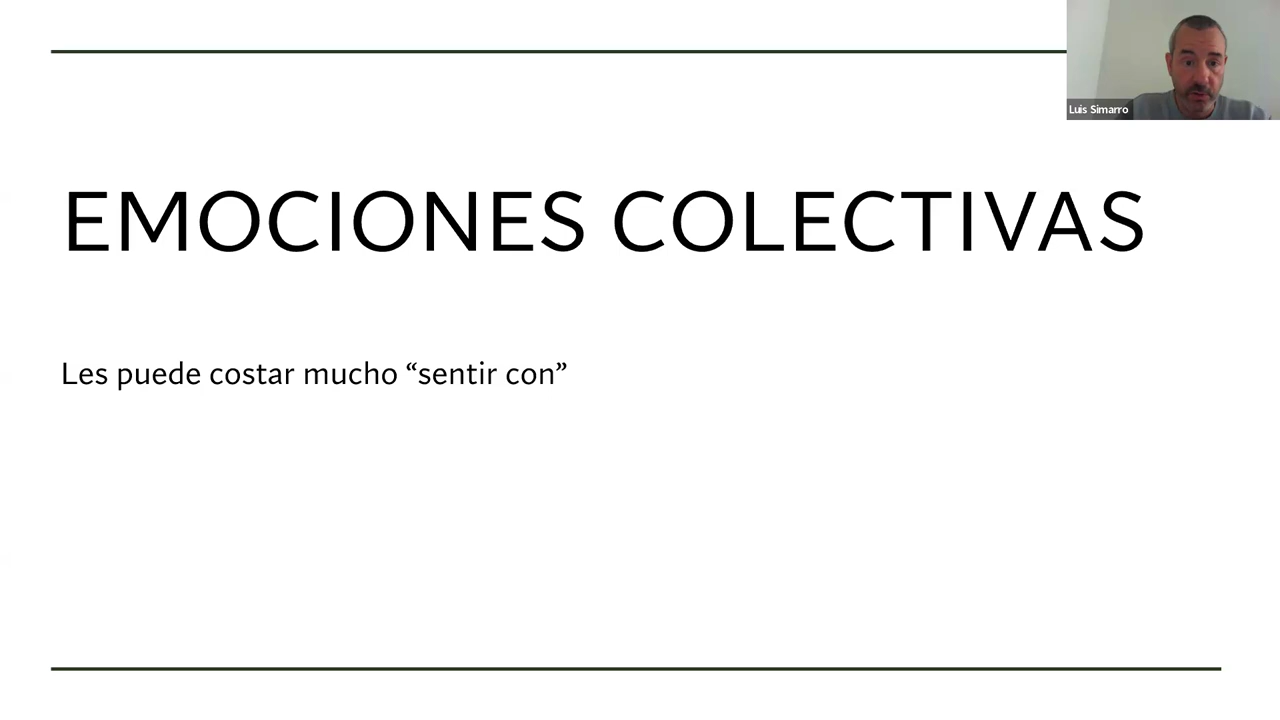 Luis Simarro
EMOCIONES COLECTIVAS
Les puede costar mucho “sentir con”